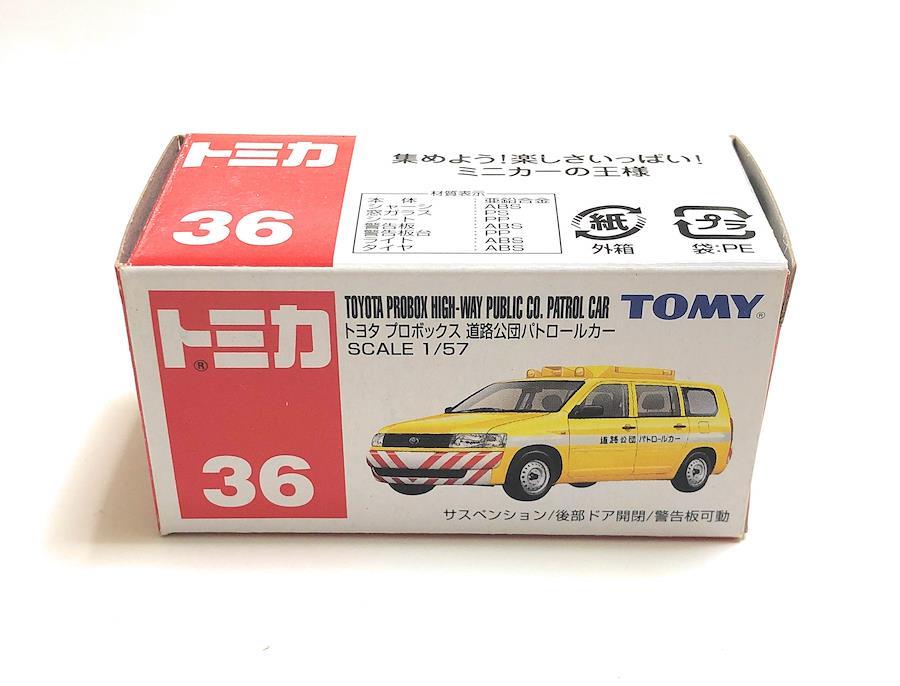 トミカ
36
集めよう!楽しさいっぱい!
ミニカーの王様
材質表示
本体 : 亜鉛合金
シャーシ : ABS
窓ガラス : PS
シート : PP
警告板 : ABS
警告板台 : PP
ライト : ABS
タイヤ : ABS
紙
外箱
プラ
袋:PE
トミカ®
36
TOYOTA PROBOX HIGH-WAY PUBLIC CO. PATROL CAR
TOMY®
トヨタ プロボックス 道路公団パトロールカー
SCALE 1/57
道路公団 パトロールカー
サスペンション/後部ドア開閉/警告板可動